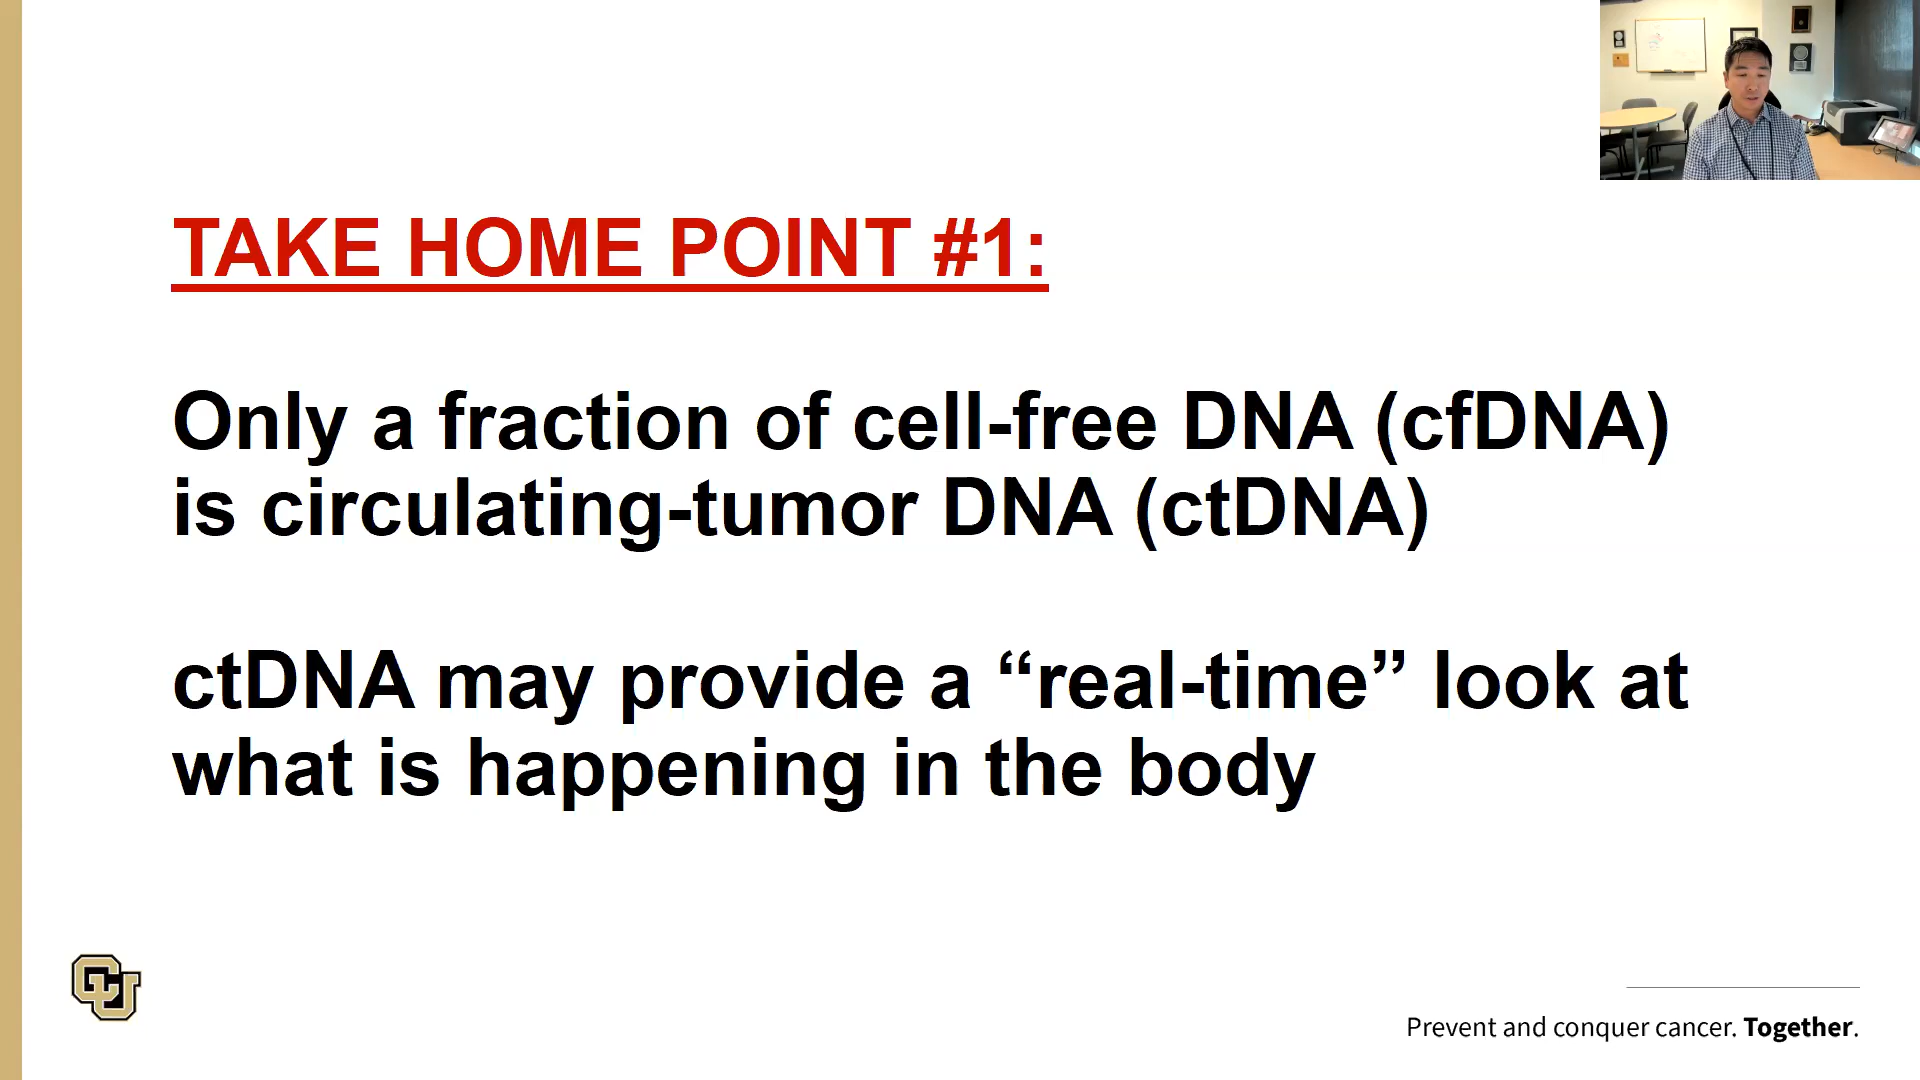 TAKE HOME POINT #1:
Only a fraction of cell-free DNA (cfDNA)
is circulating-tumor DNA (ctDNA)
ctDNA may provide a “real-time” look at
what is happening in the body
CU
Prevent and conquer cancer. Together.